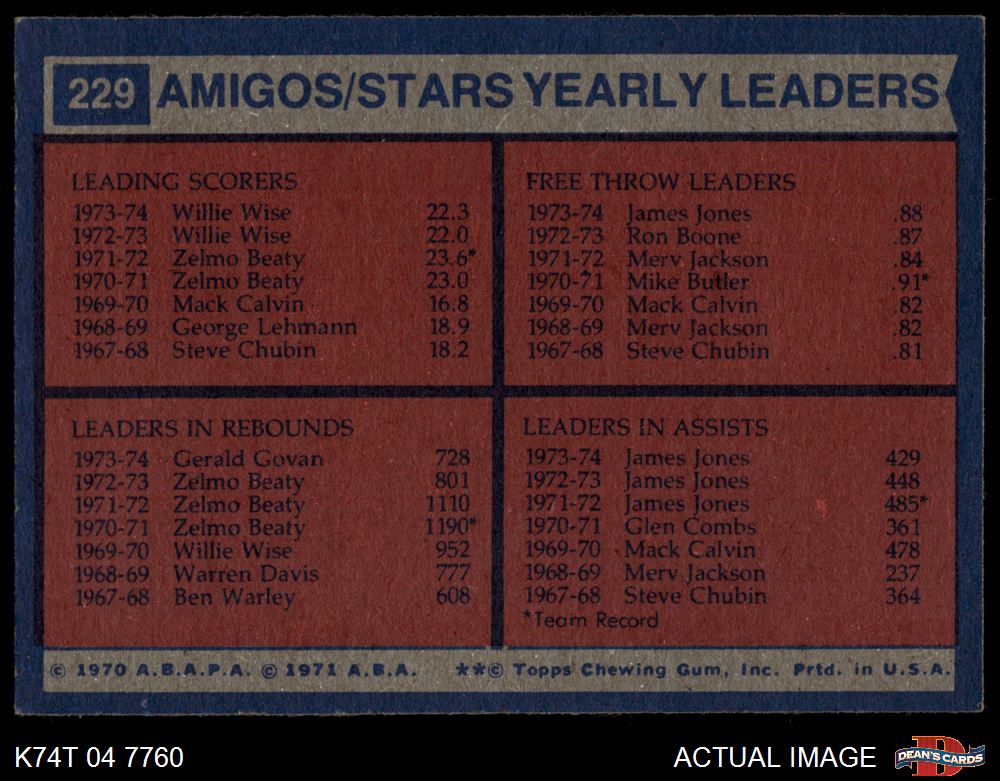 229 AMIGOS/STARS YEARLY LEADERS
LEADING SCORERS
1973-74 Willie Wise 22.3
1972-73 Willie Wise 22.0
1971-72 Zelmo Beaty 23.6*
1970-71 Zelmo Beaty 23.0
1969-70 Mack Calvin 16.8
1968-69 George Lehmann 18.9
1967-68 Steve Chubin 18.2
FREE THROW LEADERS
1973-74 James Jones .88
1972-73 Ron Boone .87
1971-72 Merv Jackson .84
1970-71 Mike Butler .91*
1969-70 Mack Calvin .82
1968-69 Merv Jackson .82
1967-68 Steve Chubin .81
LEADERS IN REBOUNDS
1973-74 Gerald Govan 728
1972-73 Zelmo Beaty 801
1971-72 Zelmo Beaty 1110
1970-71 Zelmo Beaty 1190*
1969-70 Willie Wise 952
1968-69 Warren Davis 777
1967-68 Ben Warley 608
LEADERS IN ASSISTS
1973-74 James Jones 429
1972-73 James Jones 448
1971-72 James Jones 485*
1970-71 Glen Combs 361
1969-70 Mack Calvin 478
1968-69 Merv Jackson 237
1967-68 Steve Chubin 364
*Team Record
© 1970 A.B.A.P.A. © 1971 A.B.A. **© Topps Chewing Gum, Inc. Prtd. in U.S.A.
K74T 04 7760 ACTUAL IMAGE DEAN'S CARDS